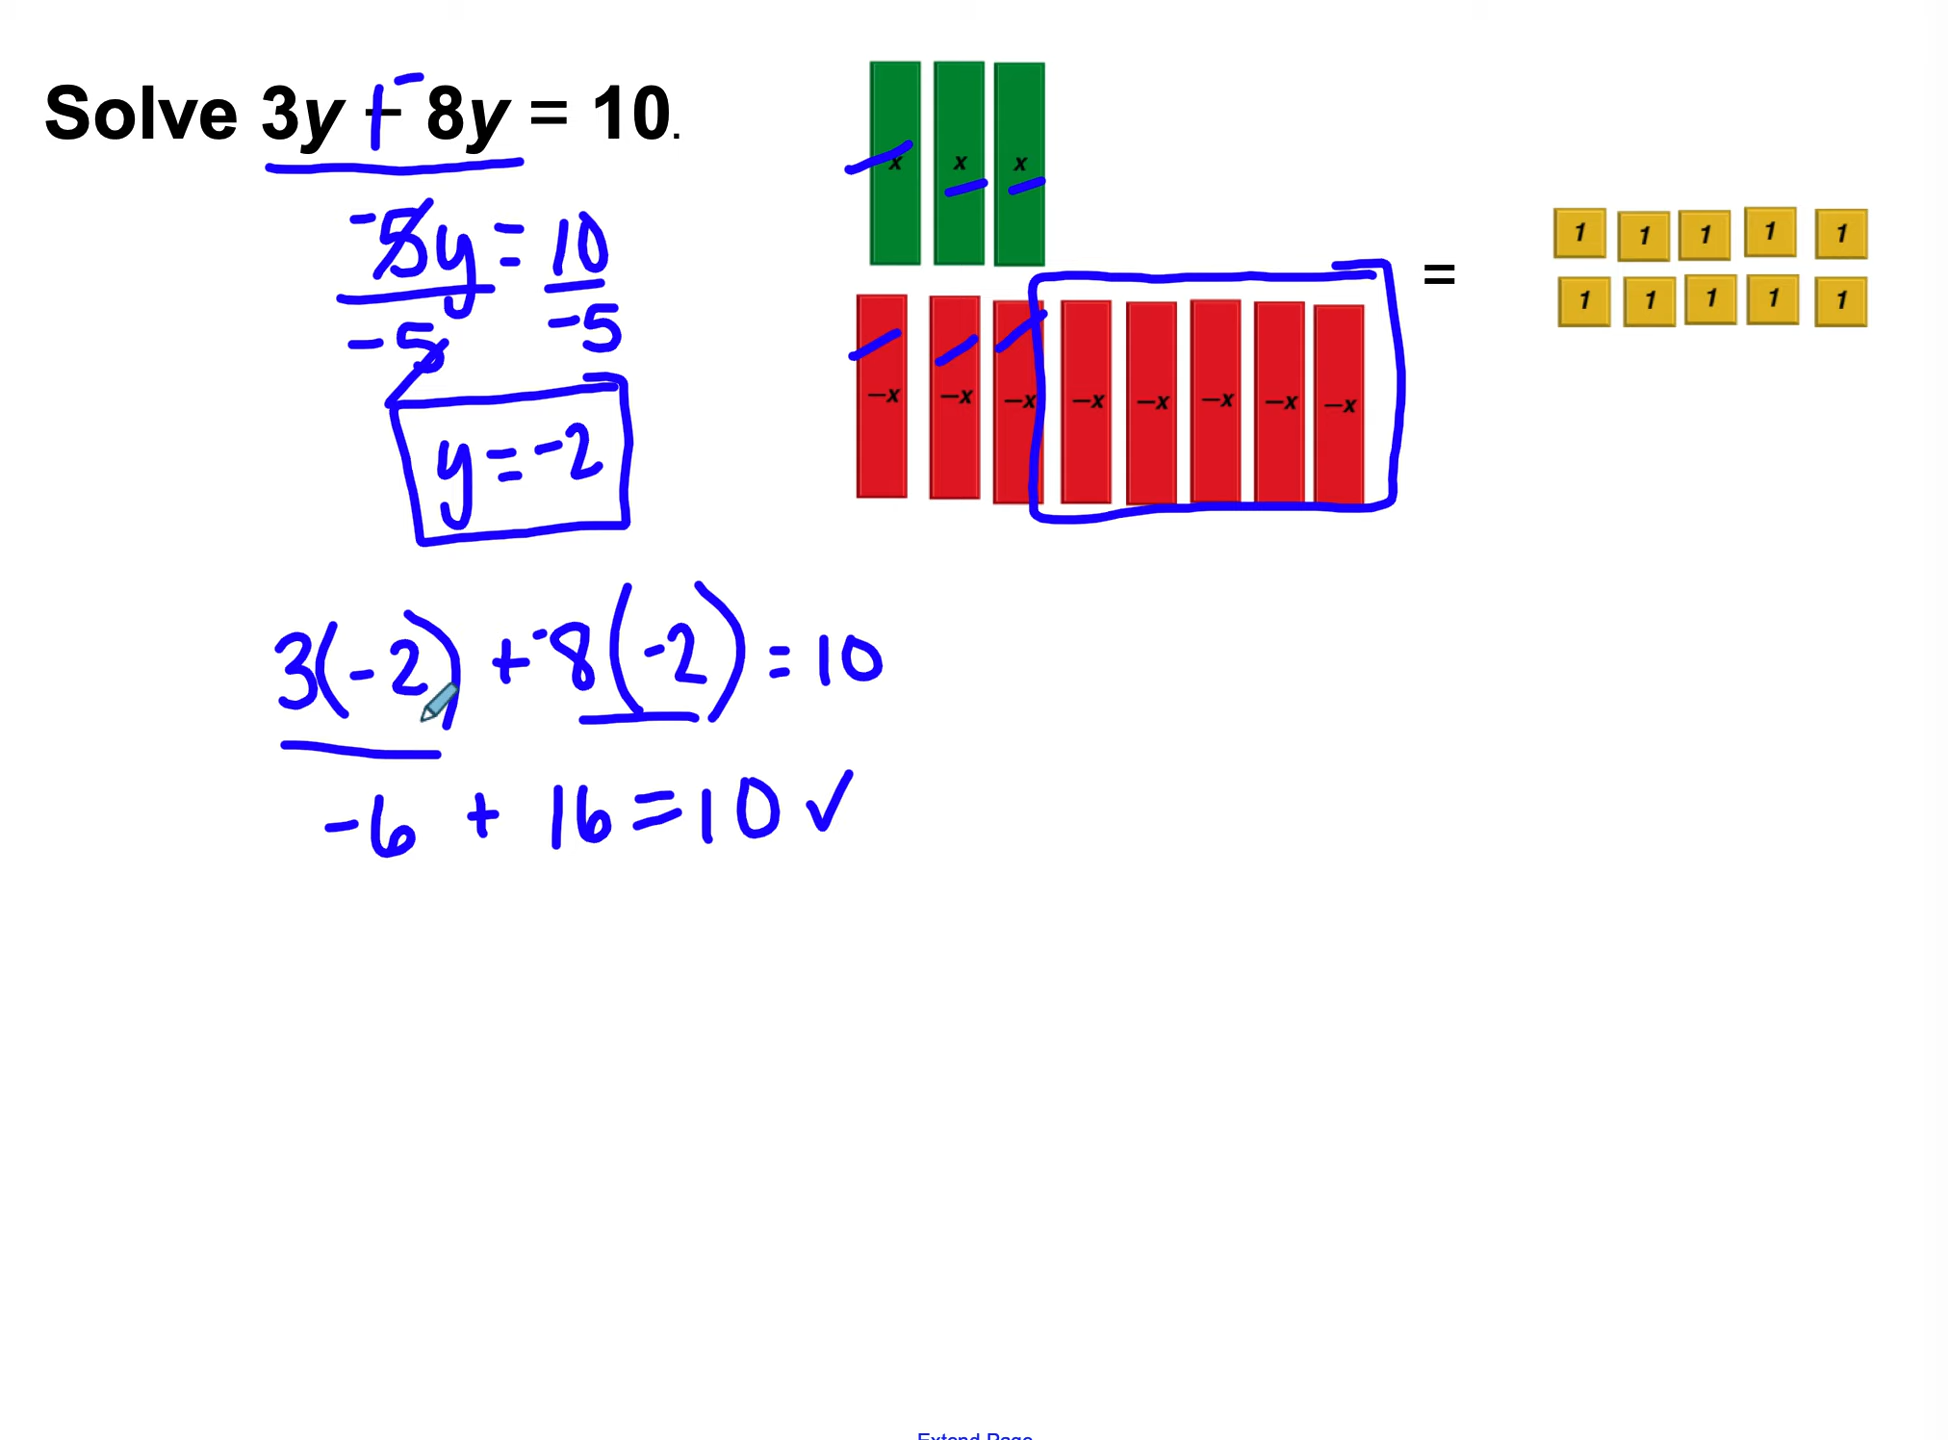 Solve 3y +⁻ 8y = 10.
-5y = 10
-5 -5
y = -2
3(-2) + -8(-2) = 10
-6 + 16 = 10 ✓
x x x
-x -x -x -x -x -x -x -x
=
1 1 1 1 1
1 1 1 1 1
Extend Page